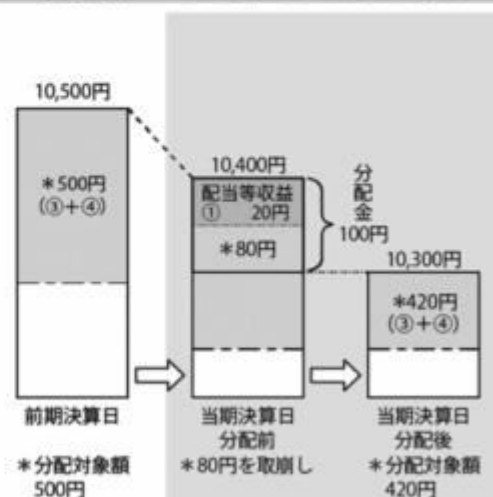 10,500円
*500円
(③+④)
前期決算日
*分配対象額
500円
10,400円
配当等収益
① 20円
*80円
分配金
100円
当期決算日
分配前
*80円を取崩し
10,300円
*420円
(③+④)
当期決算日
分配後
*分配対象額
420円